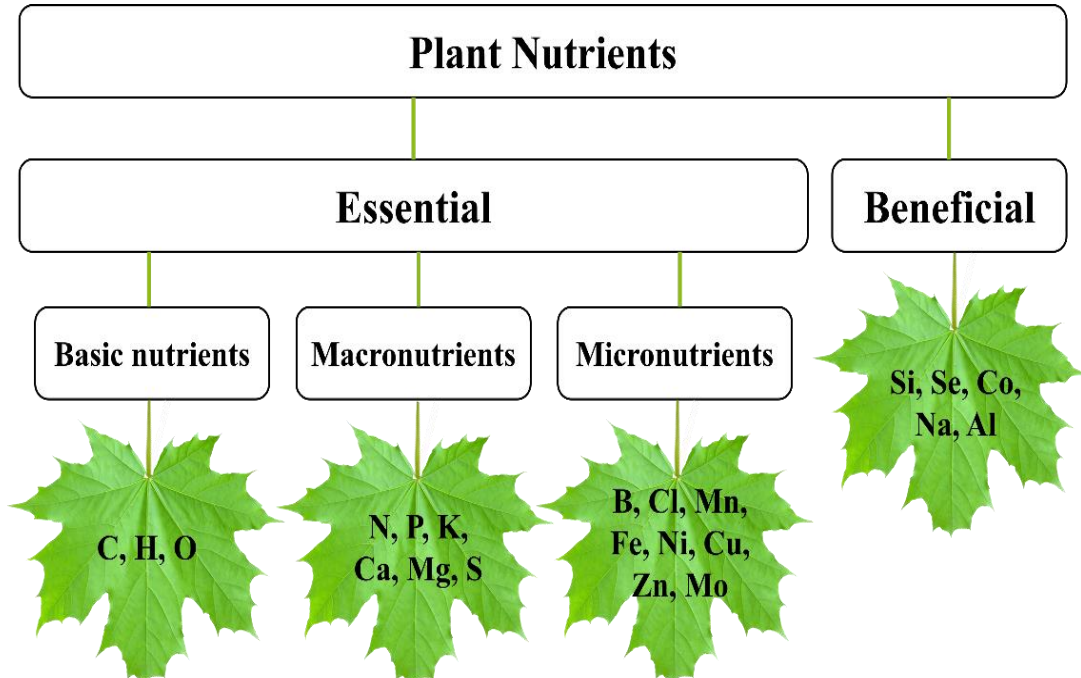 Plant Nutrients
Essential
Beneficial
Basic nutrients
Macronutrients
Micronutrients
Si, Se, Co,
Na, Al
C, H, O
N, P, K,
Ca, Mg, S
B, Cl, Mn,
Fe, Ni, Cu,
Zn, Mo